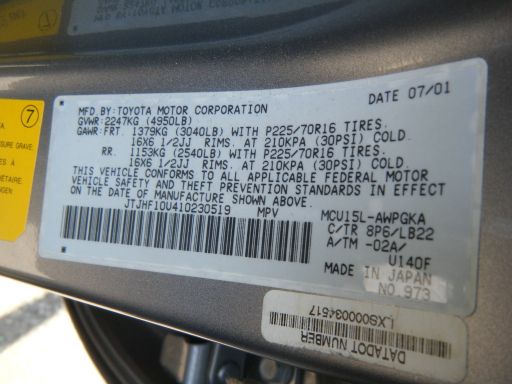 MFD.BY:TOYOTA MOTOR CORPORATION DATE 07/01
GVWR:2247KG (4950LB)
GAWR:FRT. 1379KG (3040LB) WITH P225/70R16 TIRES.
16X6 1/2JJ RIMS. AT 210KPA (30PSI) COLD.
RR. 1153KG (2540LB) WITH P225/70R16 TIRES.
16X6 1/2JJ RIMS. AT 210KPA (30PSI) COLD.
THIS VEHICLE CONFORMS TO ALL APPLICABLE FEDERAL MOTOR
VEHICLE SAFETY AND THEFT PREVENTION STANDARDS IN EFFECT
ON THE DATE OF MANUFACTURE SHOWN ABOVE.
JTJHF10U410230519 MPV
MCU15L-AWPGKA
C/TR 8P6/LB22
A/TM -02A/
U140F
MADE IN JAPAN
NO.973
DATADOT NUMBER
LXS000034517
7
SURE GRAVE